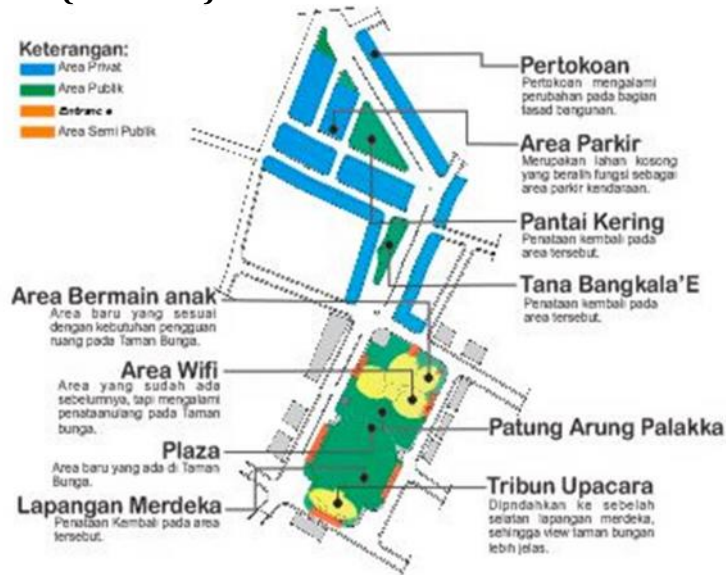 Keterangan:
Area Privat
Area Publik
Entrance
Area Semi Publik
Pertokoan
Pertokoan mengalami
perubahan pada bagian
fasad bangunan.
Area Parkir
Merupakan lahan kosong
yang beralih fungsi sebagai
area parkir kendaraan.
Pantai Kering
Penataan kembali pada
area tersebut.
Tana Bangkala'E
Penataan kembali pada
area tersebut.
Area Bermain anak
Area baru yang sesuai
dengan kebutuhan pengguan
ruang pada Taman Bunga.
Area Wifi
Area yang sudah ada
sebelumnya, tapi mengalami
penataanulang pada Taman
bunga.
Plaza
Area baru yang ada di Taman
Bunga.
Lapangan Merdeka
Penataan Kembali pada area
tersebut.
Patung Arung Palakka
Tribun Upacara
Dipndahkan ke sebelah
selatan lapangan merdeka,
sehingga view taman bungan
lebih jelas.